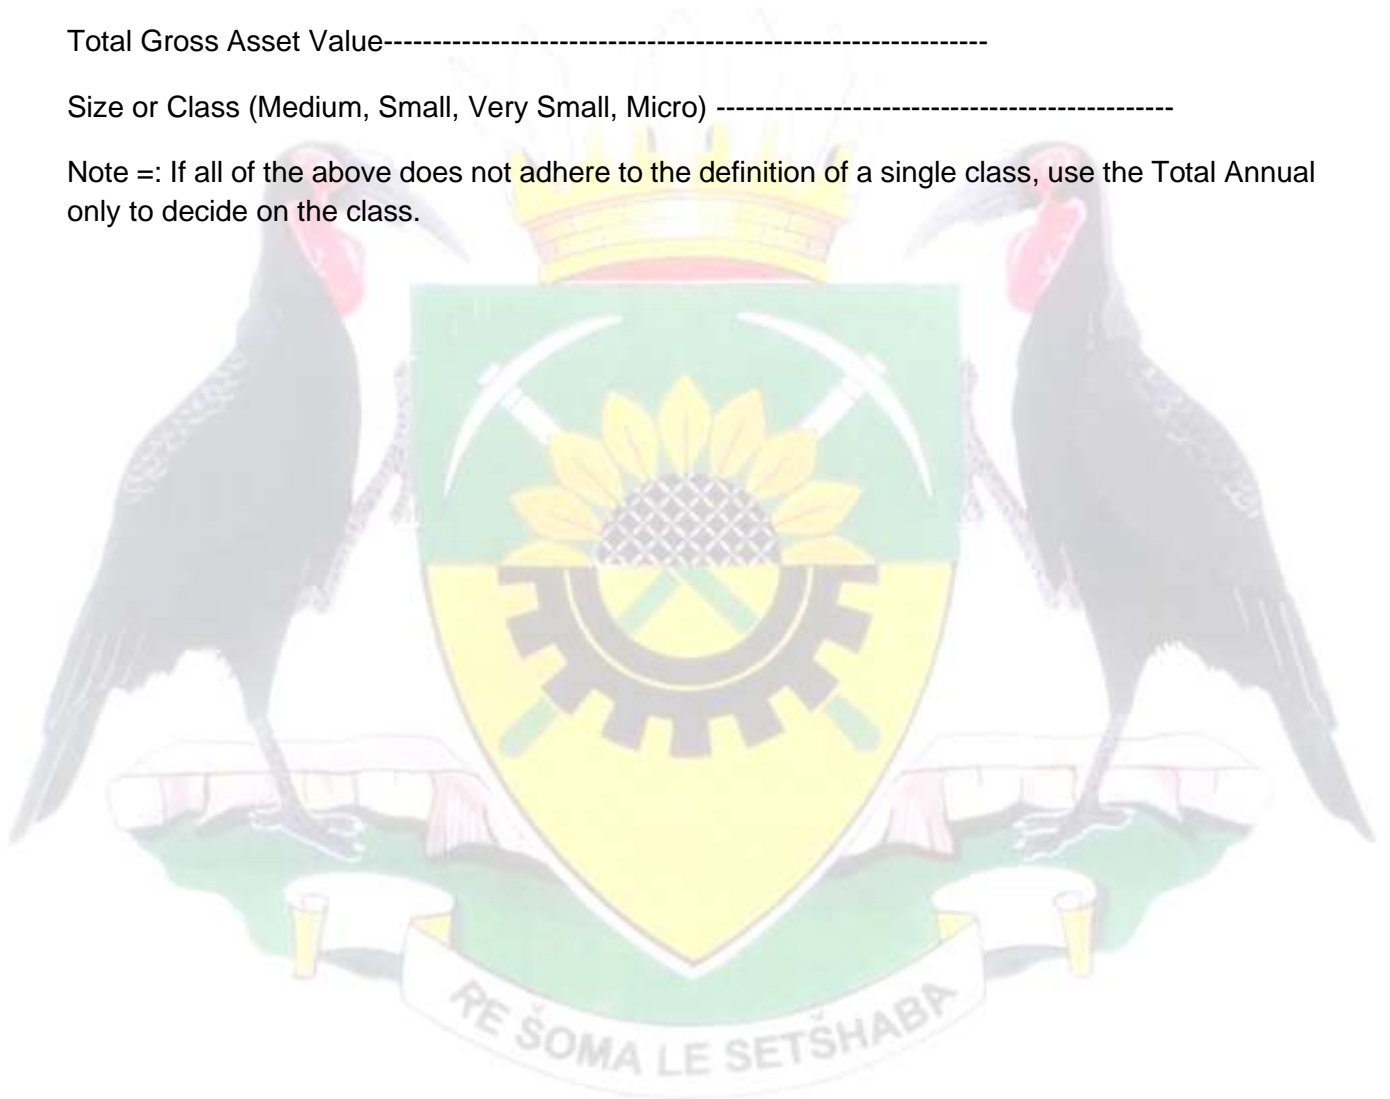 Total Gross Asset Value--------------------------------------------------------------
Size or Class (Medium, Small, Very Small, Micro) -----------------------------------------------
Note =: If all of the above does not adhere to the definition of a single class, use the Total Annual
only to decide on the class.
RE ŠOMA LE SETŠHABA